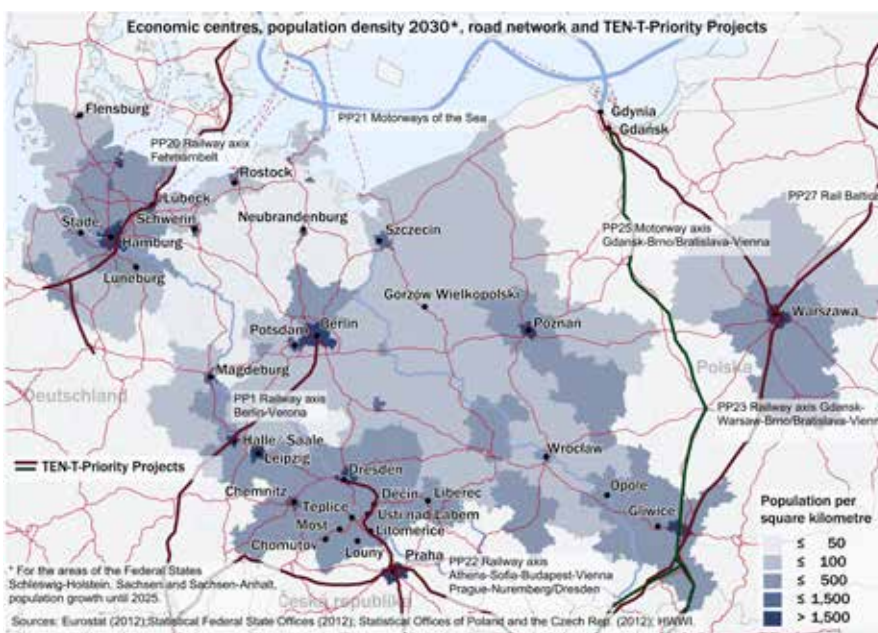 Economic centres, population density 2030*, road network and TEN-T-Priority Projects
Flensburg
PP20 Railway axis
Fehmarnbelt
PP21 Motorways of the Sea
Gdynia
Gdańsk
Rostock
Lübeck
Stade
Schwerin
Neubrandenburg
Hamburg
Szczecin
PP25 Motorway axis
Gdansk-Brno/Bratislava-Vienna
PP27 Rail Baltica
Luneburg
Gorzów Wielkopolski
Potsdam
Berlin
Poznan
Warszawa
Magdeburg
Deutschland
PP1 Railway axis
Berlin-Verona
Polska
PP23 Railway axis Gdansk-
Warsaw-Brno/Bratislava-Vienna
Halle / Saale
Leipzig
TEN-T-Priority Projects
Wrocław
Dresden
Chemnitz
Decin
Liberec
Opole
Teplice
Usti nad Labem
Most
Litomerice
Gliwice
Chomutov
Louny
Praha
PP22 Railway axis
Athens-Sofia-Budapest-Vienna
Prague-Nuremberg/Dresden
Population per
square kilometre
≤ 50
≤ 100
≤ 500
≤ 1,500
> 1,500
* For the areas of the Federal States
Schleswig-Holstein, Sachsen and Sachsen-Anhalt,
population growth until 2025.
Česká republika
Sources: Eurostat (2012);Statistical Federal State Offices (2012); Statistical Offices of Poland and the Czech Rep. (2012); HWWI.